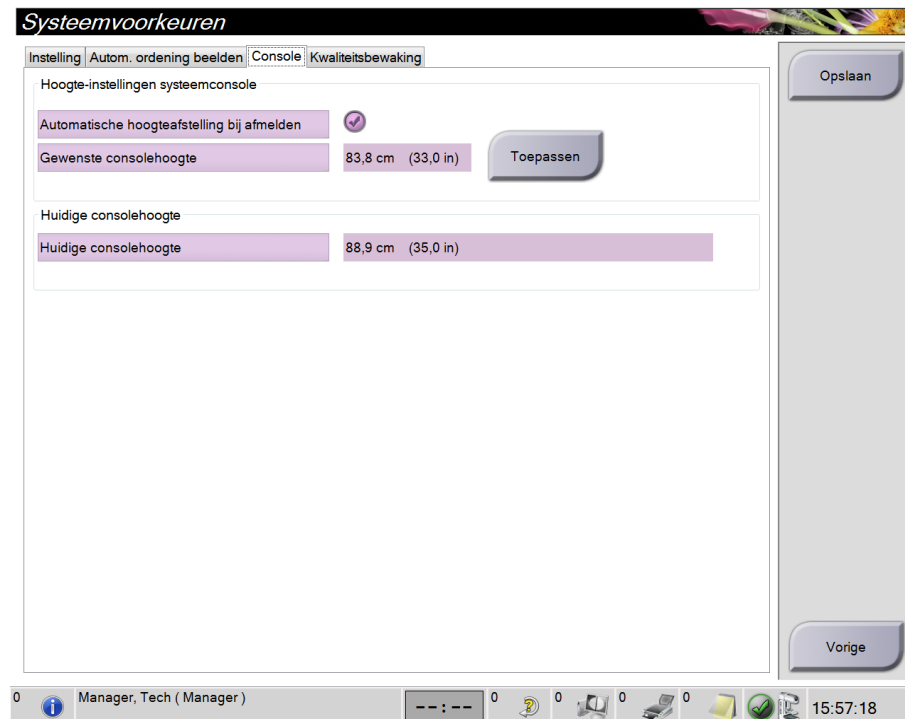 Systeemvoorkeuren
Instelling Autom. ordening beelden Console Kwaliteitsbewaking
Opslaan
Hoogte-instellingen systeemconsole
Automatische hoogteafstelling bij afmelden
Gewenste consolehoogte 83,8 cm (33,0 in) Toepassen
Huidige consolehoogte
Huidige consolehoogte 88,9 cm (35,0 in)
Vorige
0 Manager, Tech ( Manager ) --:-- 0 0 0 0 15:57:18